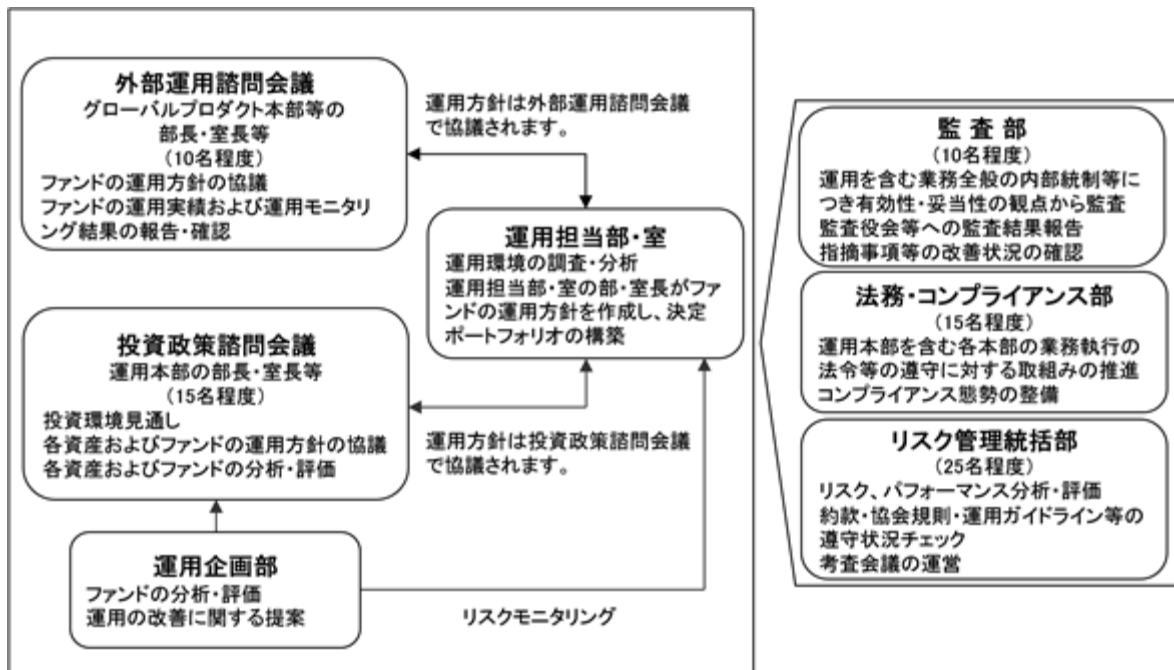 外部運用諮問会議
グローバルプロダクト本部等の
部長・室長等
(10名程度)
ファンドの運用方針の協議
ファンドの運用実績および運用モニタリ
ング結果の報告・確認
運用方針は外部運用諮問会議
で協議されます。
運用担当部・室
運用環境の調査・分析
運用担当部・室の部・室長がファ
ンドの運用方針を作成し、決定
ポートフォリオの構築
投資政策諮問会議
運用本部の部長・室長等
(15名程度)
投資環境見通し
各資産およびファンドの運用方針の協議
各資産およびファンドの分析・評価
運用方針は投資政策諮問会議
で協議されます。
運用企画部
ファンドの分析・評価
運用の改善に関する提案
リスクモニタリング
監査部
(10名程度)
運用を含む業務全般の内部統制等に
つき有効性・妥当性の観点から監査
監査役会等への監査結果報告
指摘事項等の改善状況の確認
法務・コンプライアンス部
(15名程度)
運用本部を含む各本部の業務執行の
法令等の遵守に対する取組みの推進
コンプライアンス態勢の整備
リスク管理統括部
(25名程度)
リスク、パフォーマンス分析・評価
約款・協会規則・運用ガイドライン等の
遵守状況チェック
考査会議の運営